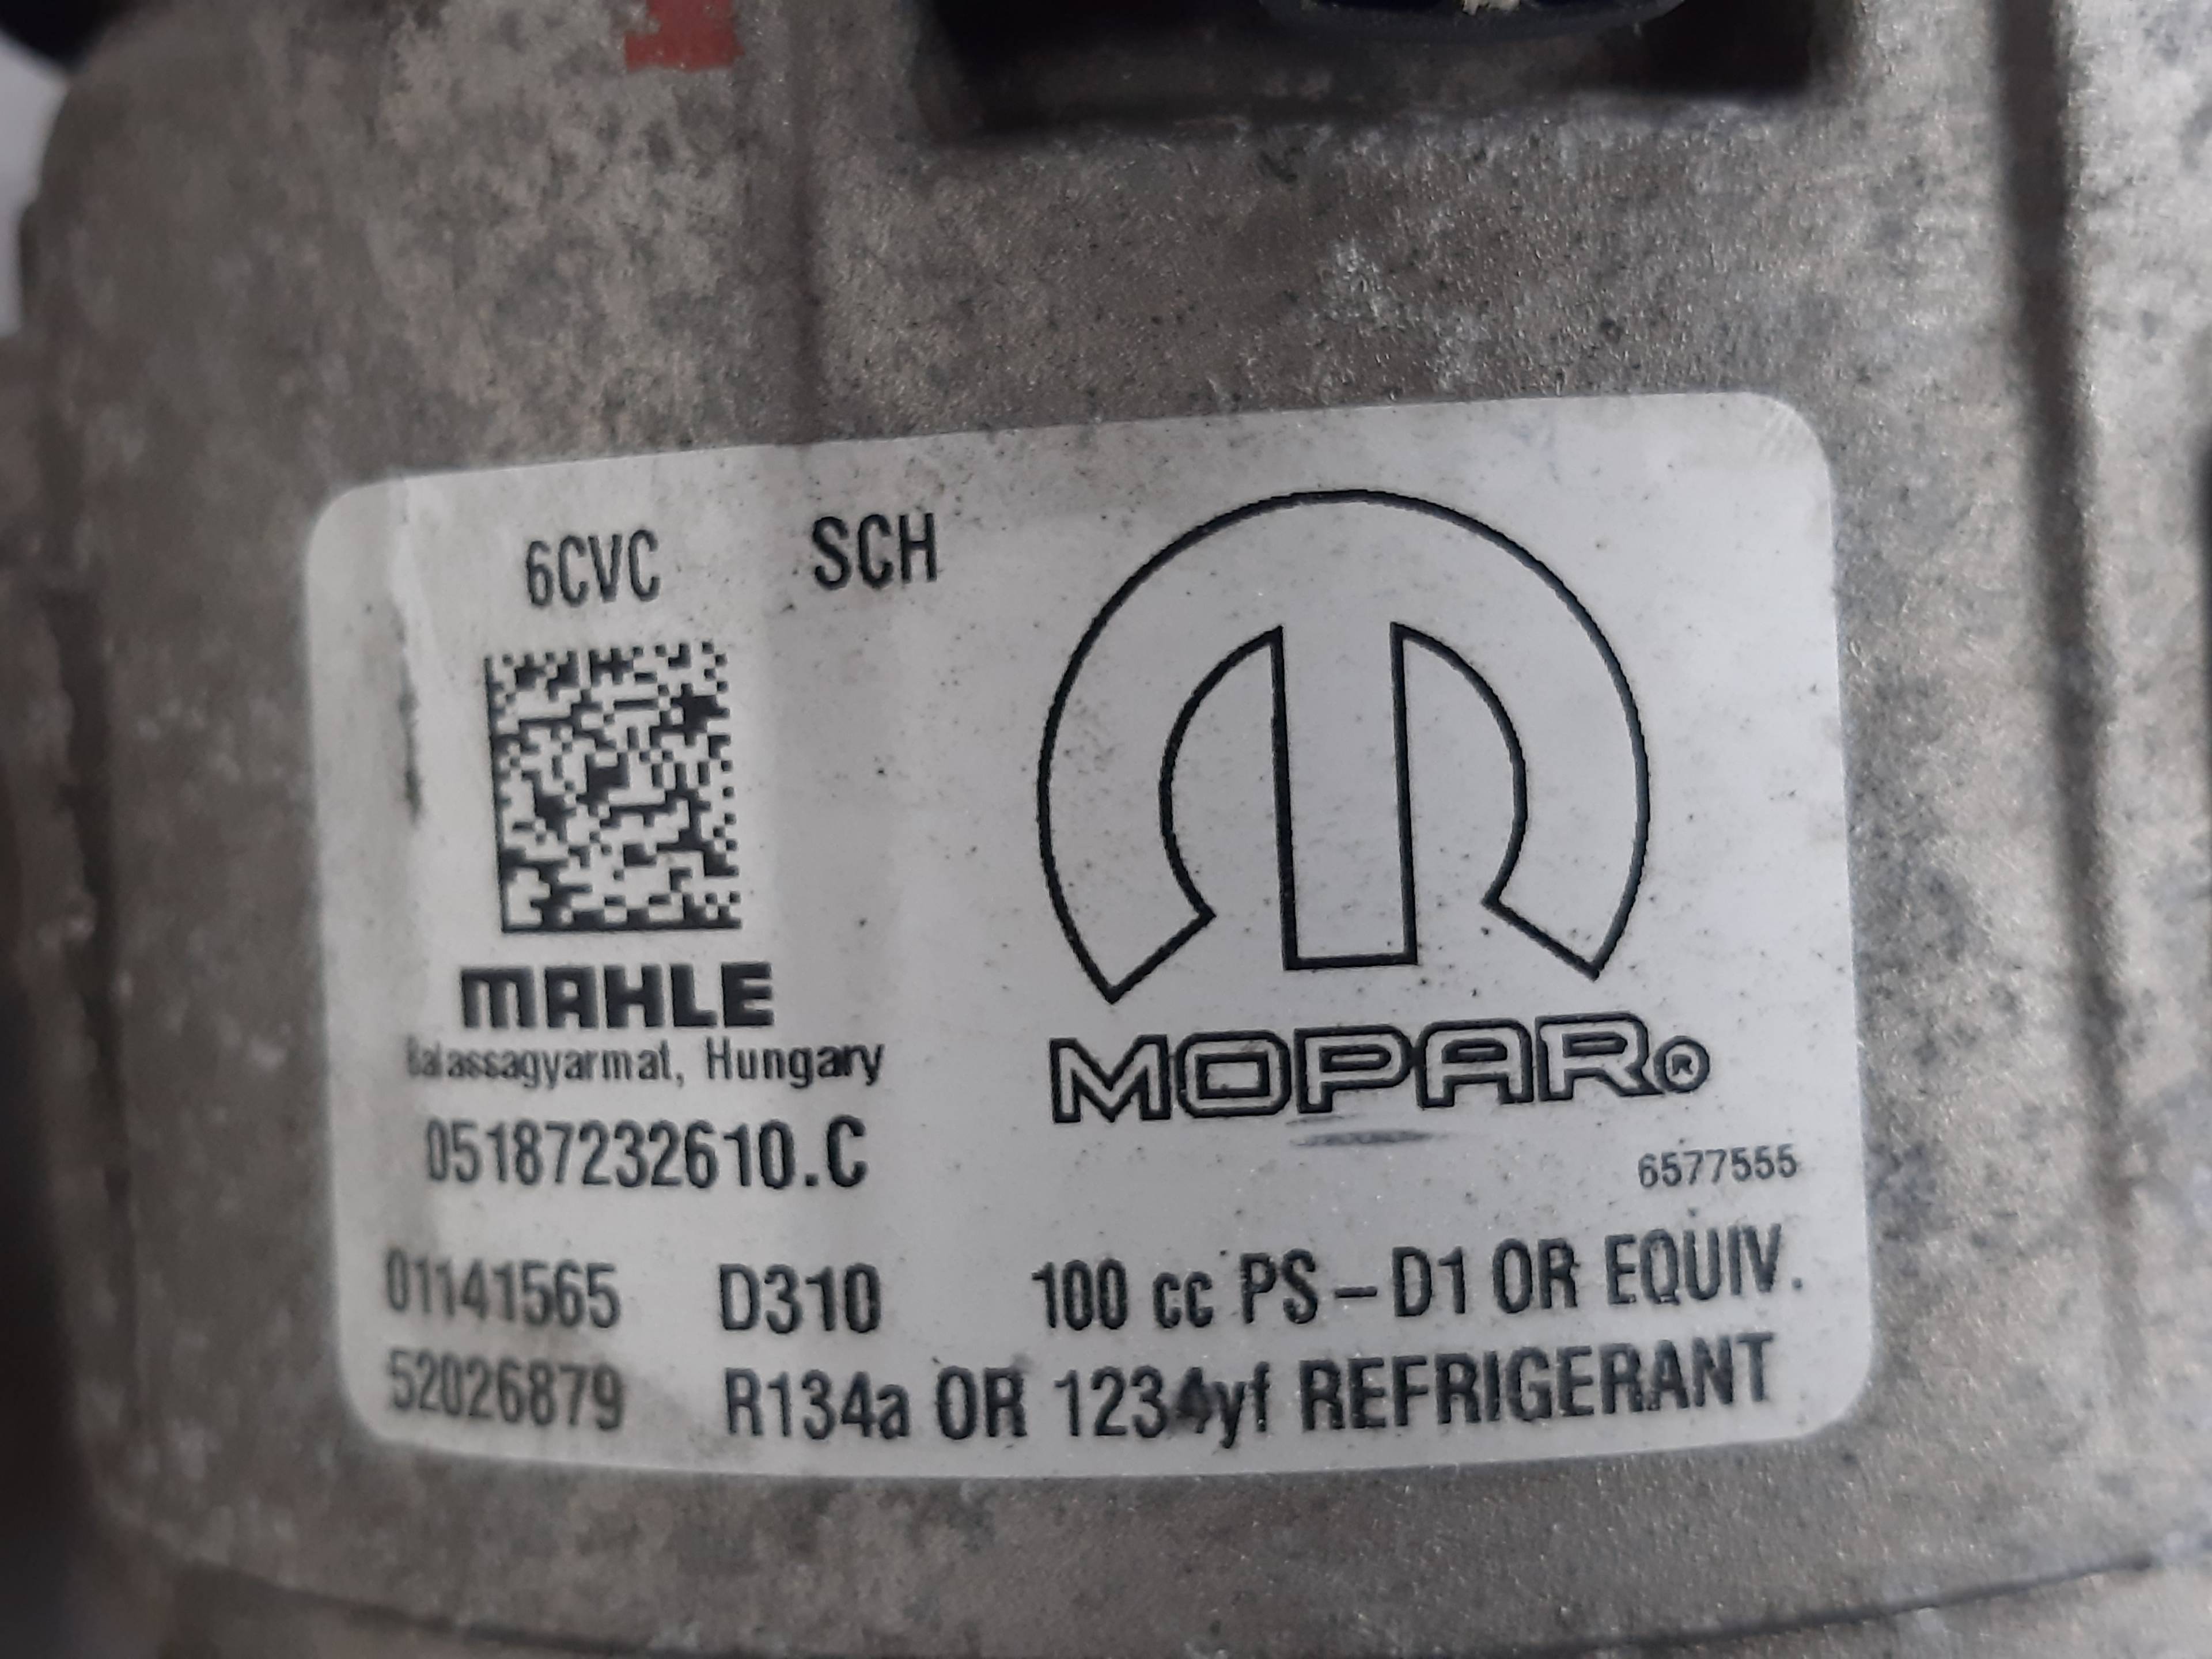 6CVC SCH
MAHLE
Balassagyarmat, Hungary
05187232610.C
MOPAR®
6577555
01141565 D310 100 cc PS-D1 OR EQUIV.
52026879 R134a OR 1234yf REFRIGERANT